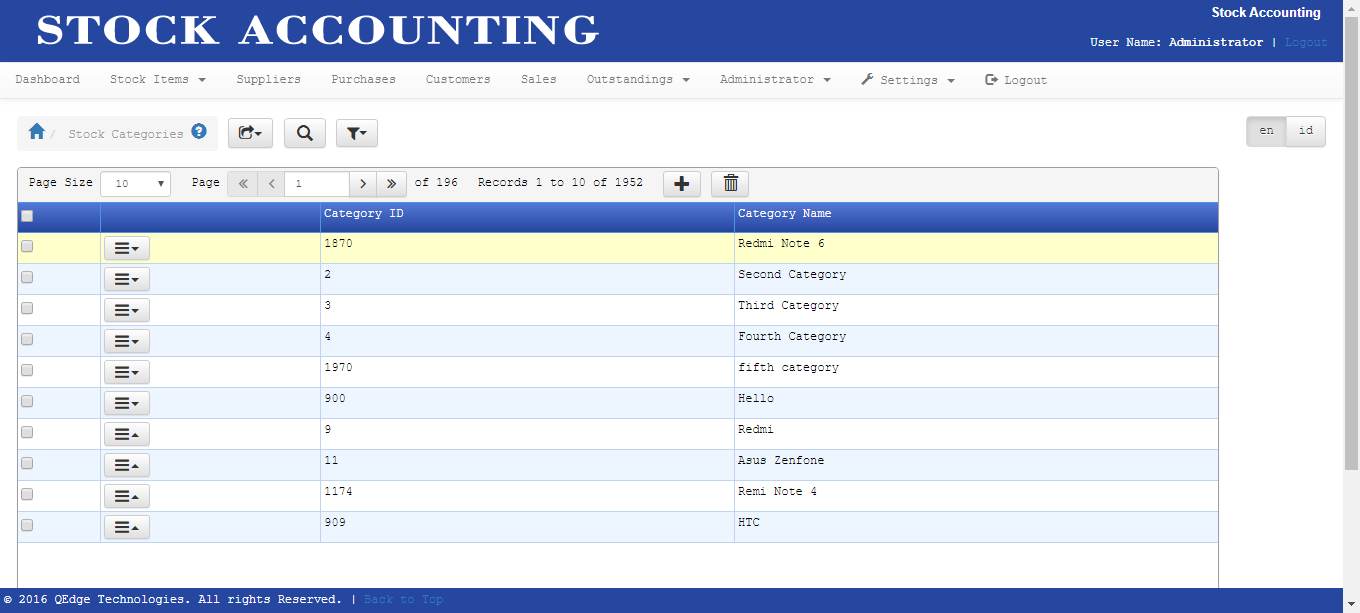 STOCK ACCOUNTING
Stock Accounting
User Name: Administrator | Logout
Dashboard Stock Items Suppliers Purchases Customers Sales Outstandings Administrator Settings Logout
/ Stock Categories ?
en id
Page Size 10 Page « < 1 > » of 196 Records 1 to 10 of 1952
Category ID Category Name
1870 Redmi Note 6
2 Second Category
3 Third Category
4 Fourth Category
1970 fifth category
900 Hello
9 Redmi
11 Asus Zenfone
1174 Remi Note 4
909 HTC
© 2016 QEdge Technologies. All rights Reserved. | Back to Top